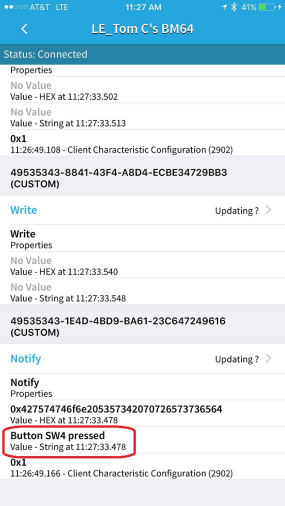 AT&T LTE 11:27 AM 41%
LE_Tom C's BM64
Status: Connected
Properties
No Value
Value - HEX at 11:27:33.502
No Value
Value - String at 11:27:33.513
0x1
11:26:49.108 - Client Characteristic Configuration (2902)
49535343-8841-43F4-A8D4-ECBE34729BB3
(CUSTOM)
Write Updating ?
Write
Properties
No Value
Value - HEX at 11:27:33.540
No Value
Value - String at 11:27:33.548
49535343-1E4D-4BD9-BA61-23C647249616
(CUSTOM)
Notify Updating ?
Notify
Properties
0x427574746f6e20535734207072657373736564
Value - HEX at 11:27:33.478
Button SW4 pressed
Value - String at 11:27:33.478
0x1
11:26:49.166 - Client Characteristic Configuration (2902)